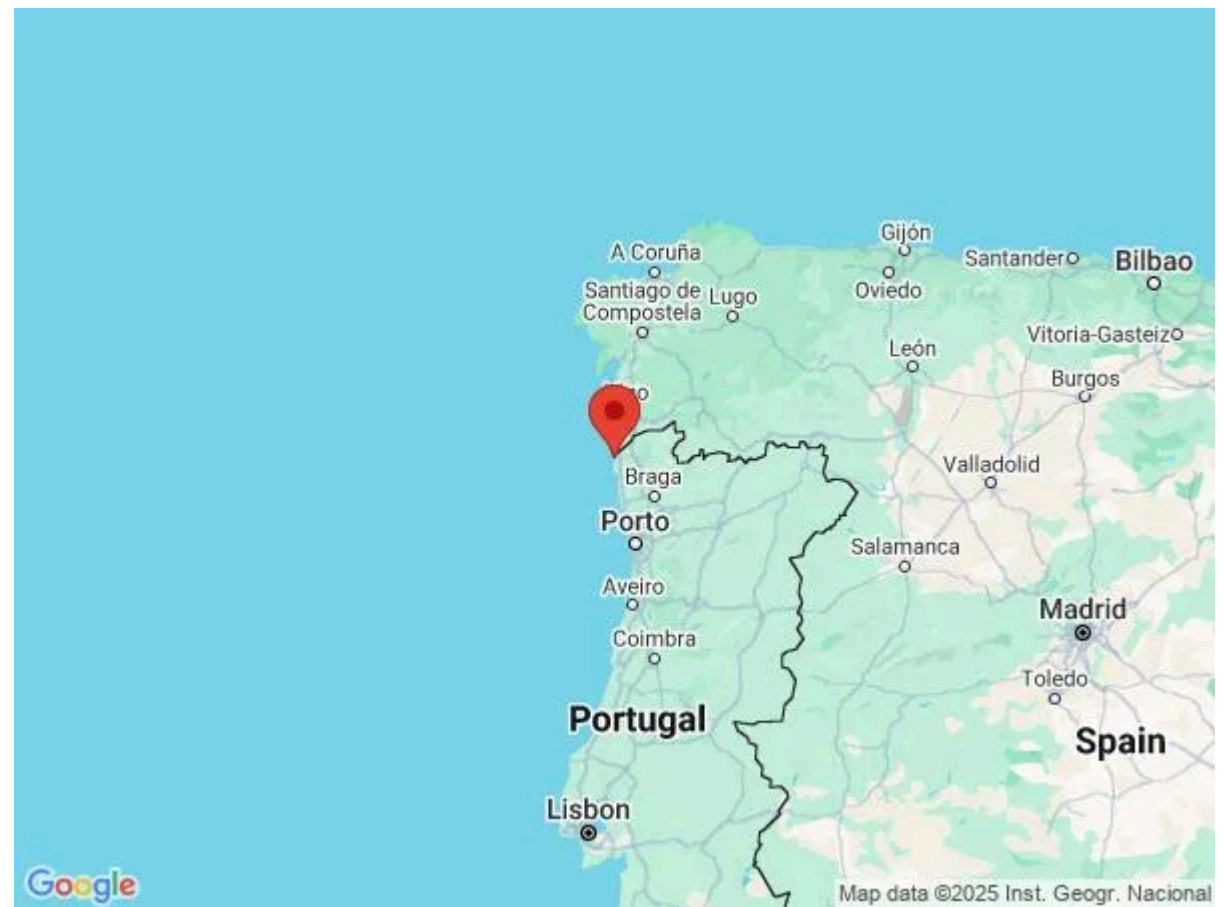 Gijón
A Coruña
Santander
Bilbao
Santiago de
Compostela
Lugo
Oviedo
Vitoria-Gasteiz
León
Burgos
Valladolid
Braga
Porto
Salamanca
Aveiro
Madrid
Coimbra
Toledo
Portugal
Spain
Lisbon
Google
Map data ©2025 Inst. Geogr. Nacional